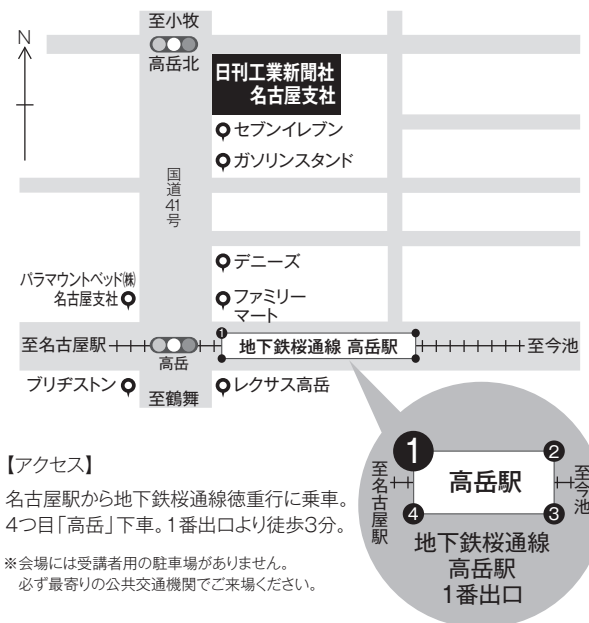 至小牧
N
高岳北
日刊工業新聞社
名古屋支社
セブンイレブン
ガソリンスタンド
国道41号
デニーズ
パラマウントベッド㈱
名古屋支社
ファミリー
マート
至名古屋駅
高岳
1
地下鉄桜通線 高岳駅
至今池
ブリヂストン
至鶴舞
レクサス高岳
【アクセス】
名古屋駅から地下鉄桜通線徳重行に乗車。
4つ目「高岳」下車。1番出口より徒歩3分。
※会場には受講者用の駐車場がありません。
必ず最寄りの公共交通機関でご来場ください。
1
2
至名古屋駅
高岳駅
至今池
4
3
地下鉄桜通線
高岳駅
1番出口